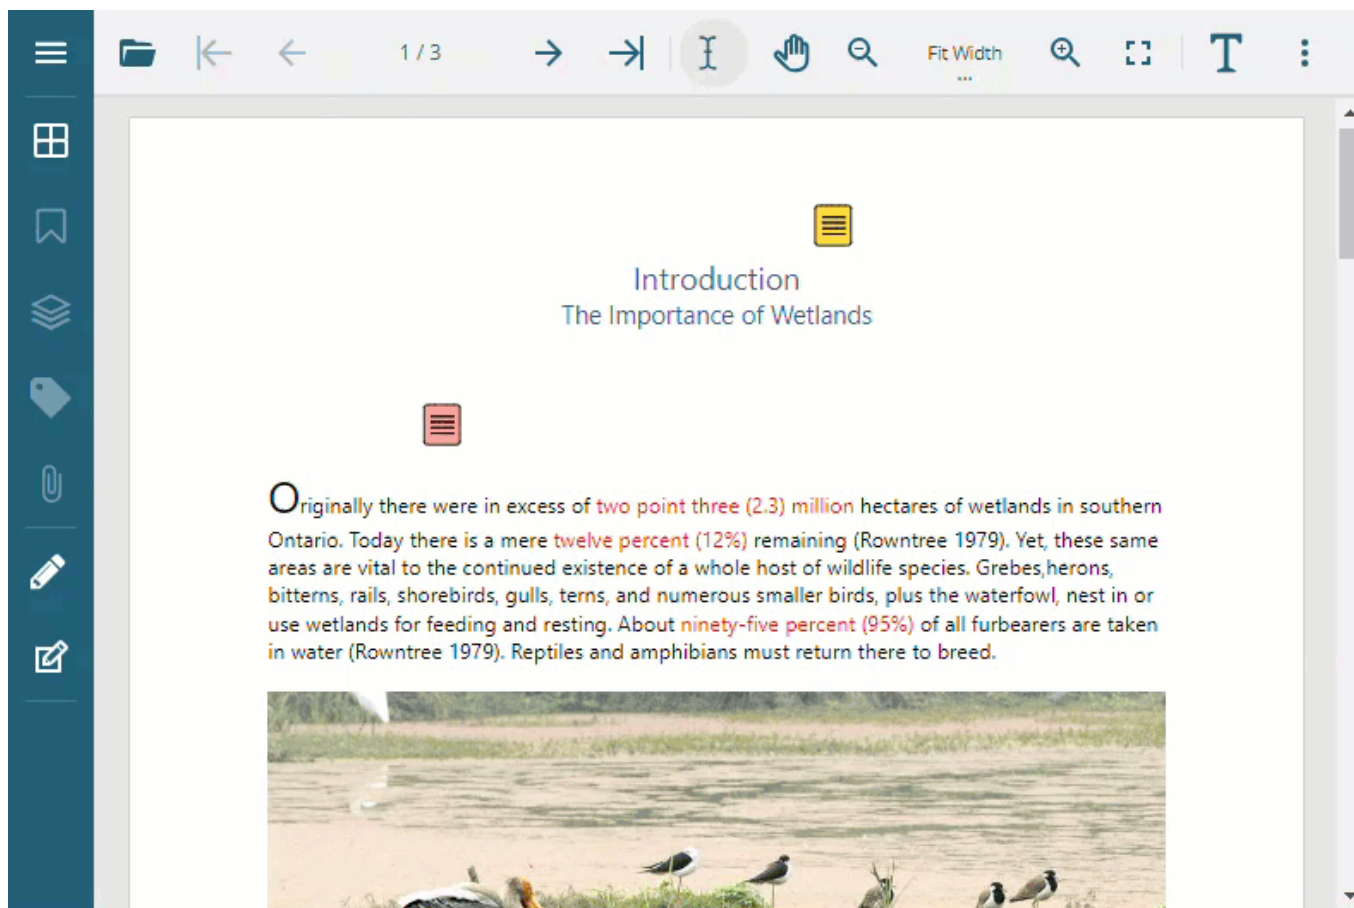 1 / 3
Fit Width
...
T
Introduction
The Importance of Wetlands
Originally there were in excess of two point three (2.3) million hectares of wetlands in southern
Ontario. Today there is a mere twelve percent (12%) remaining (Rowntree 1979). Yet, these same
areas are vital to the continued existence of a whole host of wildlife species. Grebes,herons,
bitterns, rails, shorebirds, gulls, terns, and numerous smaller birds, plus the waterfowl, nest in or
use wetlands for feeding and resting. About ninety-five percent (95%) of all furbearers are taken
in water (Rowntree 1979). Reptiles and amphibians must return there to breed.